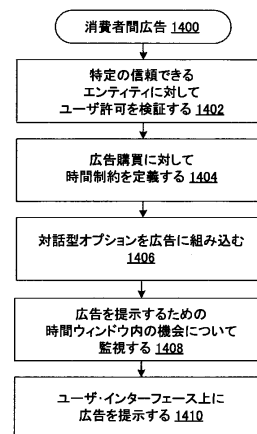 消費者間広告 1400
特定の信頼できる
エンティティに対して
ユーザ許可を検証する 1402
広告購買に対して
時間制約を定義する 1404
対話型オプションを広告に組み込む
1406
広告を提示するための
時間ウィンドウ内の機会について
監視する 1408
ユーザ・インターフェース上に
広告を提示する 1410